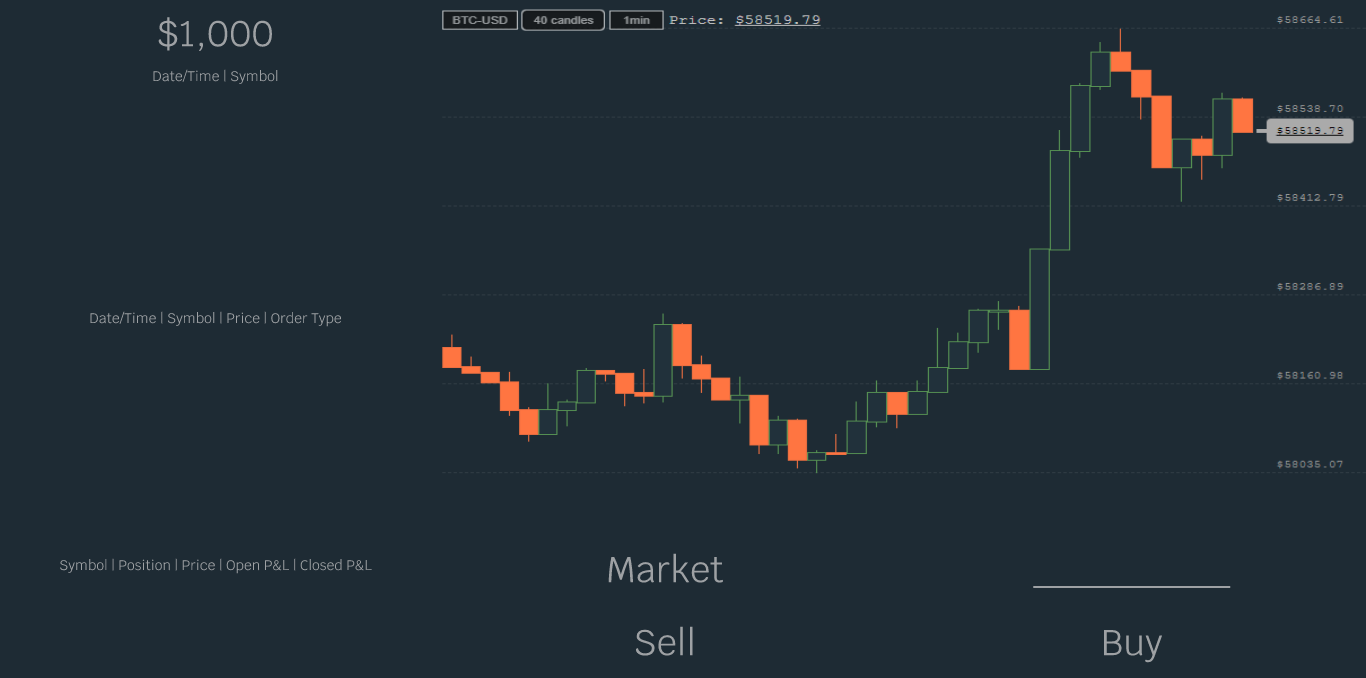 $1,000
Date/Time | Symbol
Date/Time | Symbol | Price | Order Type
Symbol | Position | Price | Open P&L | Closed P&L
BTC-USD 40 candles 1min Price: $58519.79
$58664.61
$58538.70
$58519.79
$58412.79
$58286.89
$58160.98
$58035.07
Market
Sell
Buy